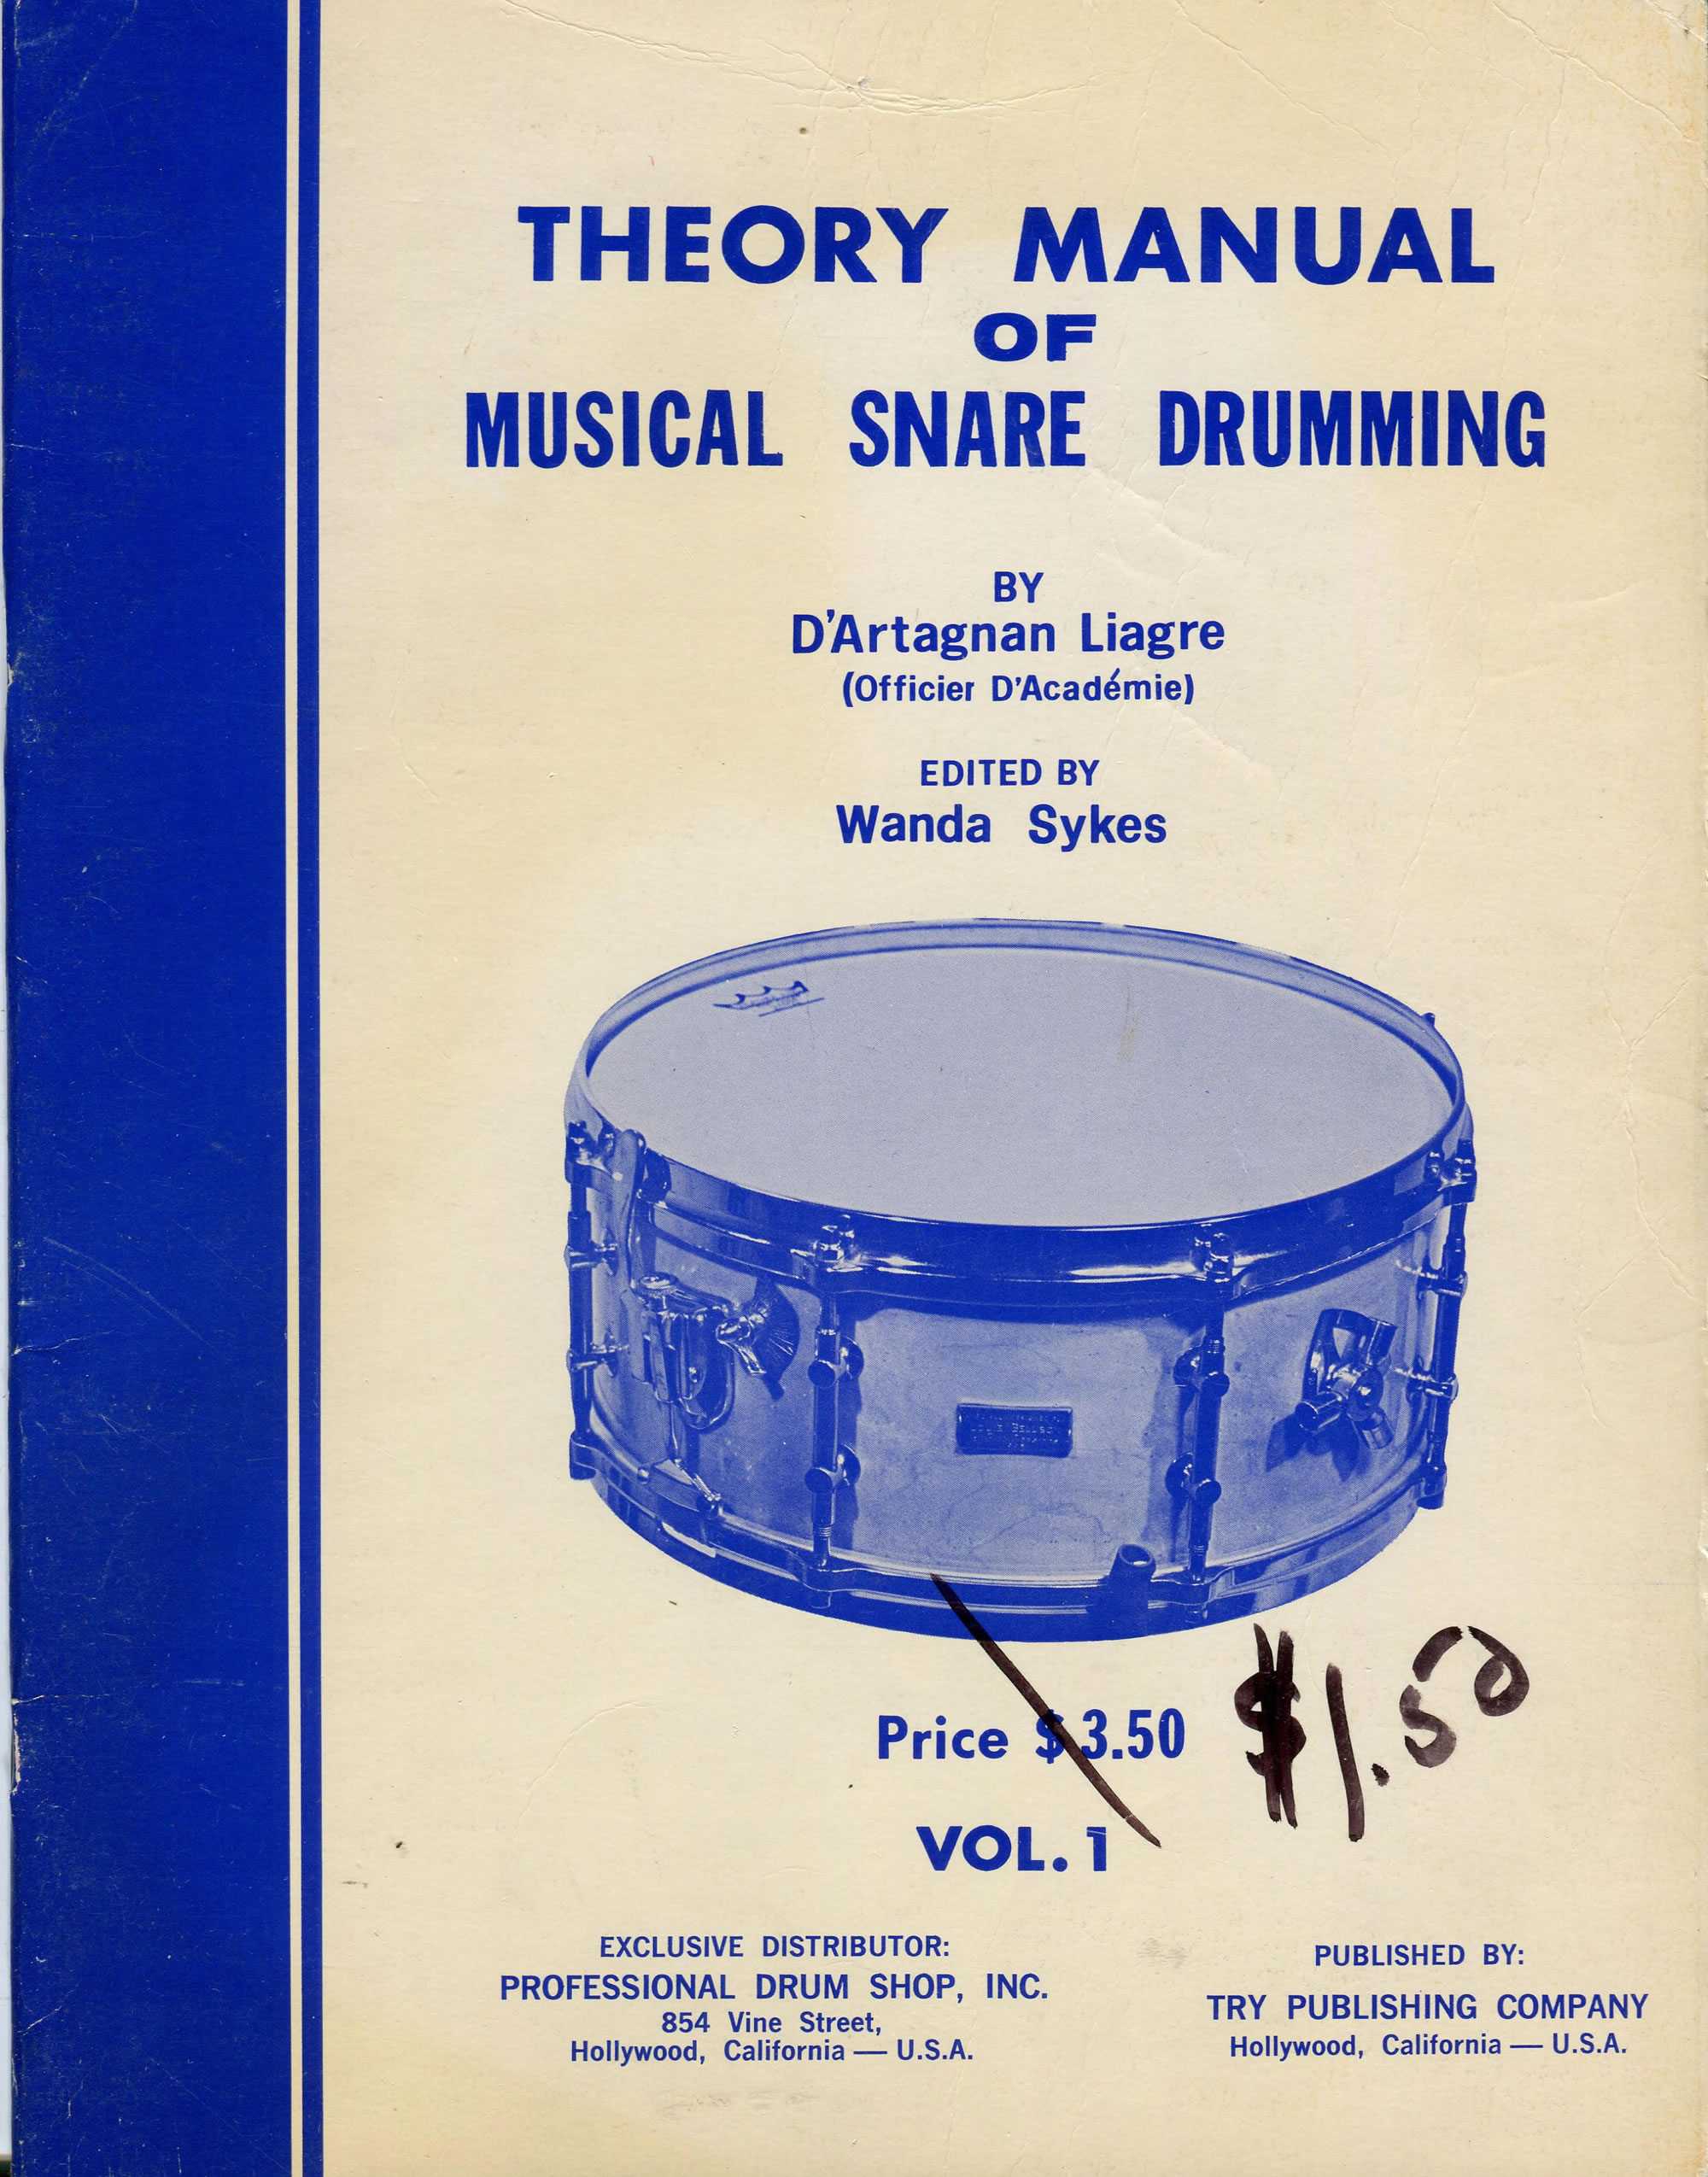 THEORY MANUAL
OF
MUSICAL SNARE DRUMMING
BY
D'Artagnan Liagre
(Officier D'Académie)
EDITED BY
Wanda Sykes
Price $3.50 $1.50
VOL. 1
EXCLUSIVE DISTRIBUTOR:
PROFESSIONAL DRUM SHOP, INC.
854 Vine Street,
Hollywood, California — U.S.A.
PUBLISHED BY:
TRY PUBLISHING COMPANY
Hollywood, California — U.S.A.